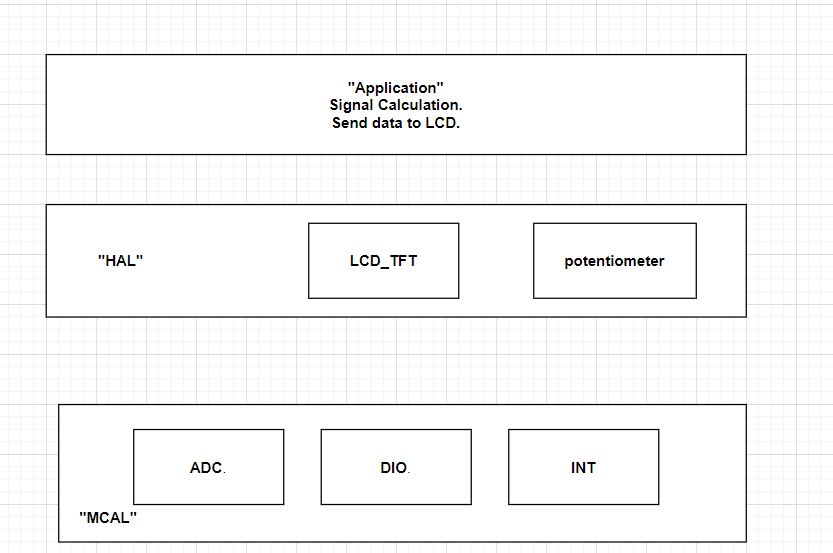 "Application"
Signal Calculation.
Send data to LCD.
"HAL"
LCD_TFT
potentiometer
ADC.
DIO.
INT
"MCAL"